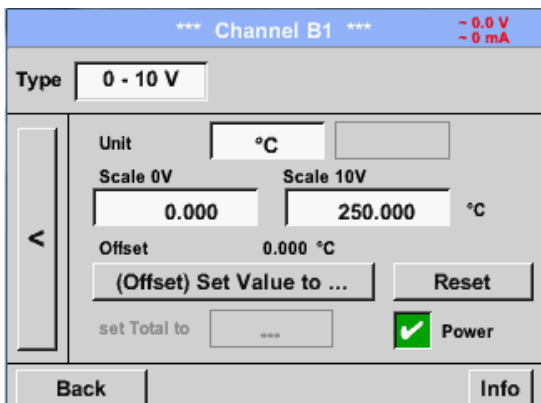 *** Channel B1 *** ~ 0.0 V
~ 0 mA
Type 0 - 10 V
Unit °C
Scale 0V Scale 10V
< 0.000 250.000 °C
Offset 0.000 °C
(Offset) Set Value to ... Reset
set Total to --- Power
Back Info